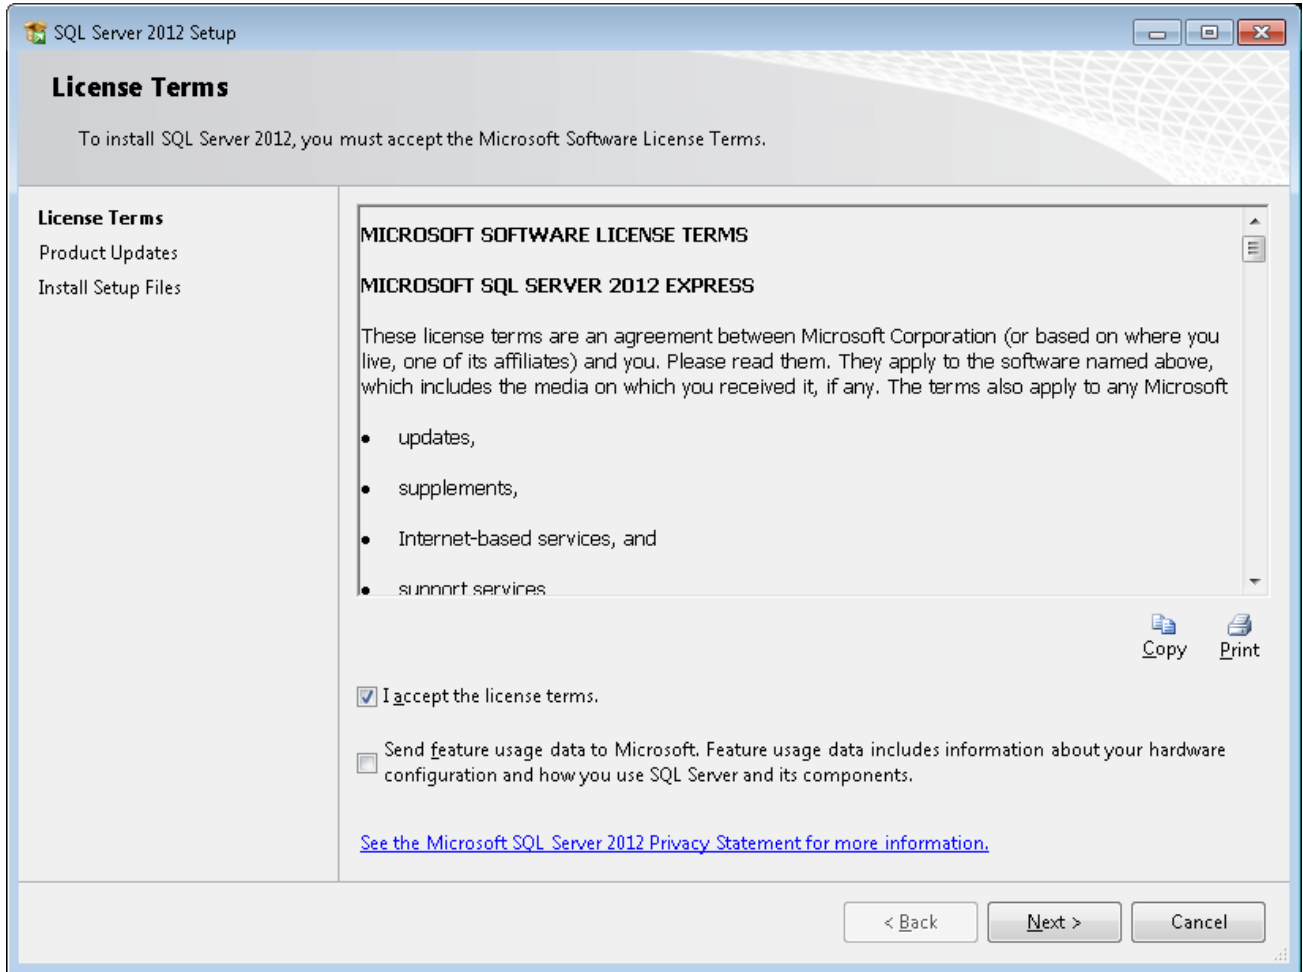 SQL Server 2012 Setup
License Terms
To install SQL Server 2012, you must accept the Microsoft Software License Terms.
License Terms
Product Updates
Install Setup Files
MICROSOFT SOFTWARE LICENSE TERMS
MICROSOFT SQL SERVER 2012 EXPRESS
These license terms are an agreement between Microsoft Corporation (or based on where you
live, one of its affiliates) and you. Please read them. They apply to the software named above,
which includes the media on which you received it, if any. The terms also apply to any Microsoft
• updates,
• supplements,
• Internet-based services, and
• support services
Copy
Print
I accept the license terms.
Send feature usage data to Microsoft. Feature usage data includes information about your hardware
configuration and how you use SQL Server and its components.
See the Microsoft SQL Server 2012 Privacy Statement for more information.
< Back
Next >
Cancel